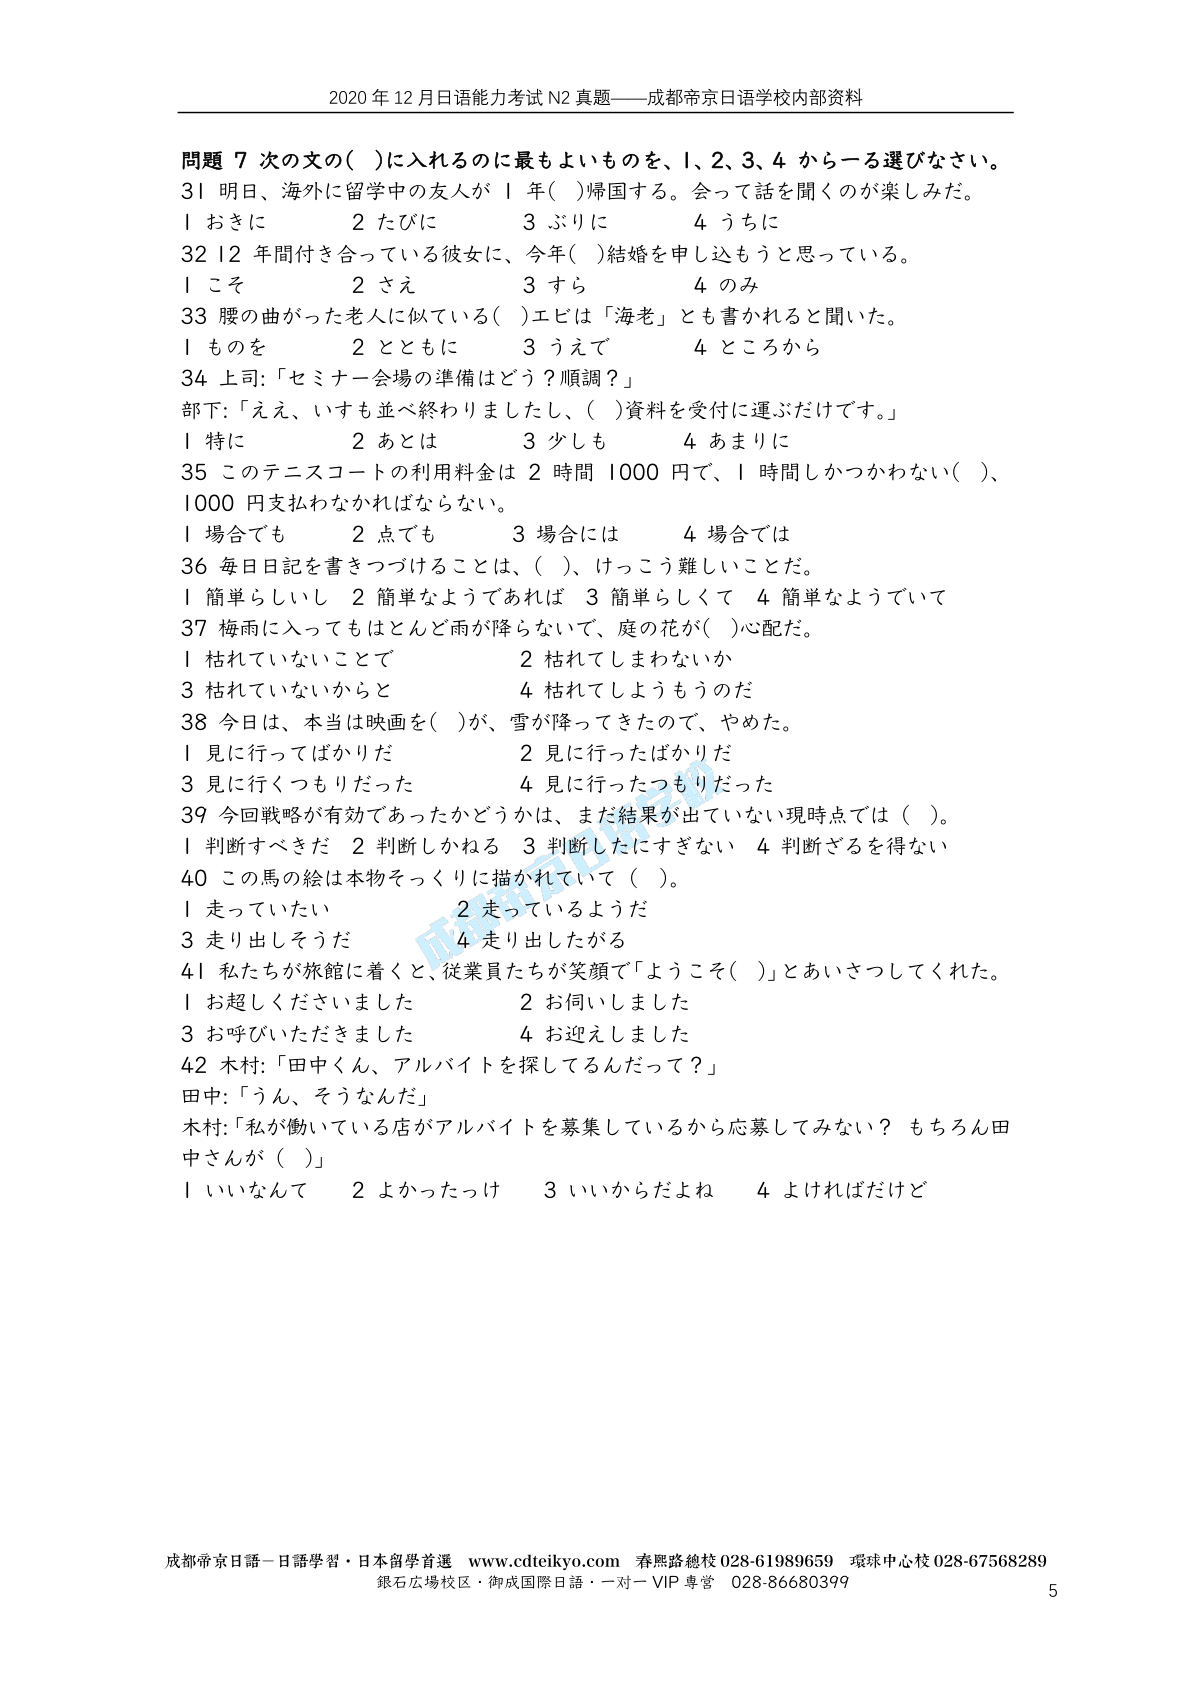 2020 年 12 月日语能力考试 N2 真题——成都帝京日语学校内部资料
問題 7 次の文の( )に入れるのに最もよいものを、1、2、3、4 から一る選びなさい。
31 明日、海外に留学中の友人が 1 年( )帰国する。会って話を聞くのが楽しみだ。
1 おきに 2 たびに 3 ぶりに 4 うちに
32 12 年間付き合っている彼女に、今年( )結婚を申し込もうと思っている。
1 こそ 2 さえ 3 すら 4 のみ
33 腰の曲がった老人に似ている( )エビは「海老」とも書かれると聞いた。
1 ものを 2 とともに 3 うえで 4 ところから
34 上司:「セミナー会場の準備はどう？順調？」
部下:「ええ、いすも並べ終わりましたし、( )資料を受付に運ぶだけです。」
1 特に 2 あとは 3 少しも 4 あまりに
35 このテニスコートの利用料金は 2 時間 1000 円で、1 時間しかつかわない( )、
1000 円支払わなかればならない。
1 場合でも 2 点でも 3 場合には 4 場合では
36 毎日日記を書きつづけることは、( )、けっこう難しいことだ。
1 簡単らしいし 2 簡単なようであれば 3 簡単らしくて 4 簡単なようでいて
37 梅雨に入ってもはとんど雨が降らないで、庭の花が( )心配だ。
1 枯れていないことで 2 枯れてしまわないか
3 枯れていないからと 4 枯れてしようもうのだ
38 今日は、本当は映画を( )が、雪が降ってきたので、やめた。
1 見に行ってばかりだ 2 見に行ったばかりだ
3 見に行くつもりだった 4 見に行ったつもりだった
39 今回戦略が有効であったかどうかは、まだ結果が出ていない現時点では ( )。
1 判断すべきだ 2 判断しかねる 3 判断したにすぎない 4 判断ざるを得ない
40 この馬の絵は本物そっくりに描かれていて ( )。
1 走っていたい 2 走っているようだ
3 走り出しそうだ 4 走り出したがる
41 私たちが旅館に着くと、従業員たちが笑顔で「ようこそ( )」とあいさつしてくれた。
1 お超しくださいました 2 お伺いしました
3 お呼びいただきました 4 お迎えしました
42 木村:「田中くん、アルバイトを探してるんだって？」
田中:「うん、そうなんだ」
木村:「私が働いている店がアルバイトを募集しているから応募してみない？ もちろん田
中さんが ( )」
1 いいなんて 2 よかったっけ 3 いいからだよね 4 よければだけど
成都帝京日语学校
成都帝京日語－日語學習・日本留學首選 www.cdteikyo.com 春熙路總校 028-61989659 環球中心校 028-67568289
銀石広場校区・御成国際日語・一对一 VIP 専営 028-86680399
5